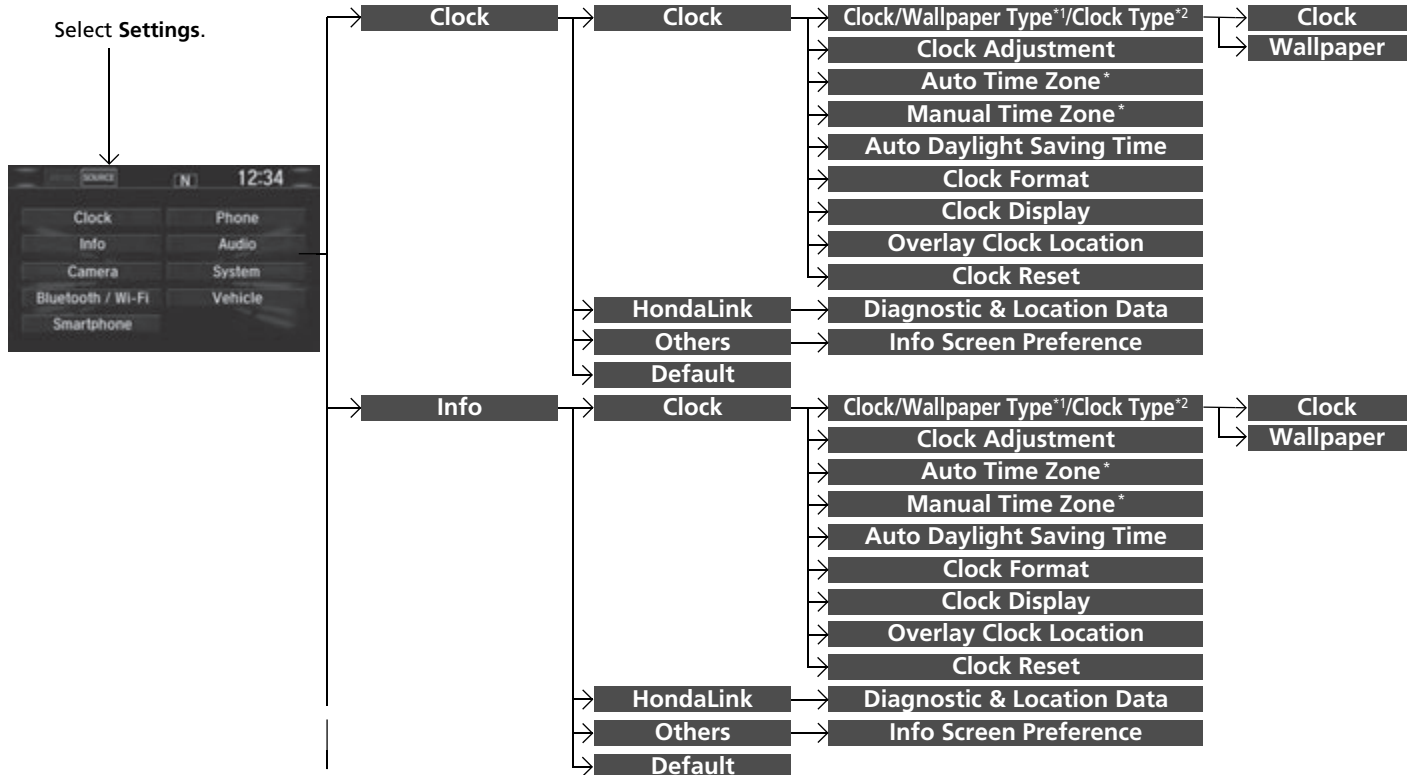 Select Settings.
SOURCE
N
12:34
Clock
Phone
Info
Audio
Camera
System
Bluetooth / Wi-Fi
Vehicle
Smartphone
Clock
Clock
Clock/Wallpaper Type*1/Clock Type*2
Clock
Wallpaper
Clock Adjustment
Auto Time Zone*
Manual Time Zone*
Auto Daylight Saving Time
Clock Format
Clock Display
Overlay Clock Location
Clock Reset
HondaLink
Diagnostic & Location Data
Others
Info Screen Preference
Default
Info
Clock
Clock/Wallpaper Type*1/Clock Type*2
Clock
Wallpaper
Clock Adjustment
Auto Time Zone*
Manual Time Zone*
Auto Daylight Saving Time
Clock Format
Clock Display
Overlay Clock Location
Clock Reset
HondaLink
Diagnostic & Location Data
Others
Info Screen Preference
Default